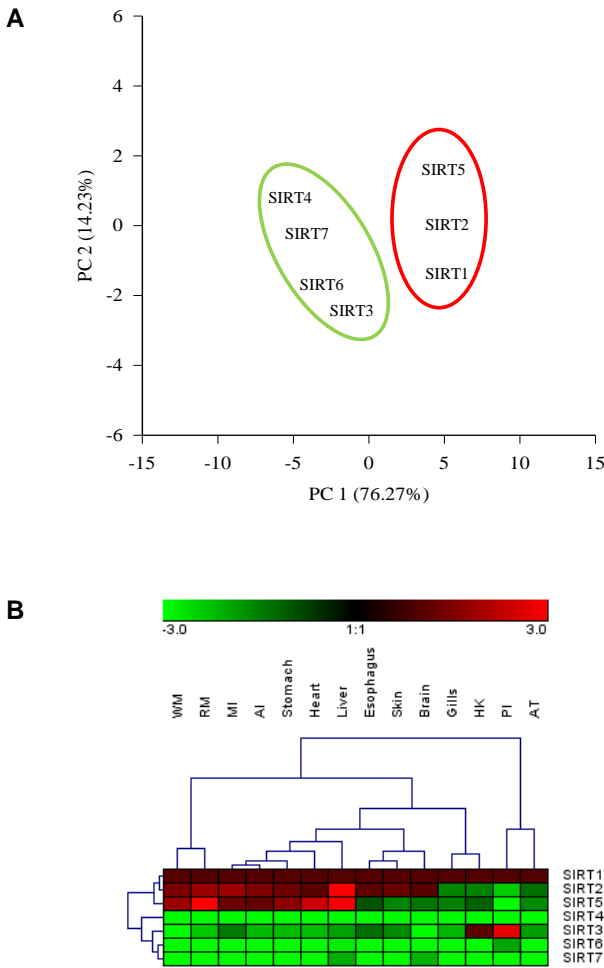 A
6
4
2
0
-2
-4
-6
PC 2 (14.23%)
SIRT5
SIRT4
SIRT2
SIRT7
SIRT1
SIRT6
SIRT3
-15
-10
-5
0
5
10
15
PC 1 (76.27%)
B
-3.0
1:1
3.0
WM
RM
MI
AI
Stomach
Heart
Liver
Esophagus
Skin
Brain
Gills
HK
PI
AT
SIRT1
SIRT2
SIRT5
SIRT4
SIRT3
SIRT6
SIRT7